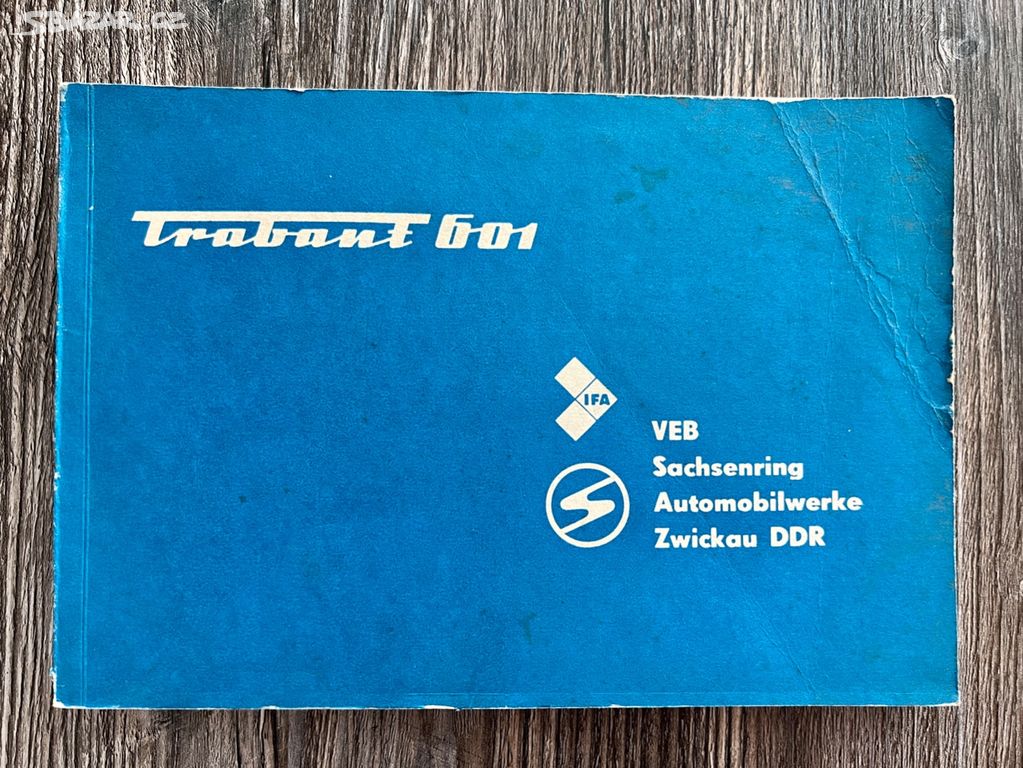 SBAZAR.CZ
Trabant 601
IFA
VEB
Sachsenring
Automobilwerke
Zwickau DDR